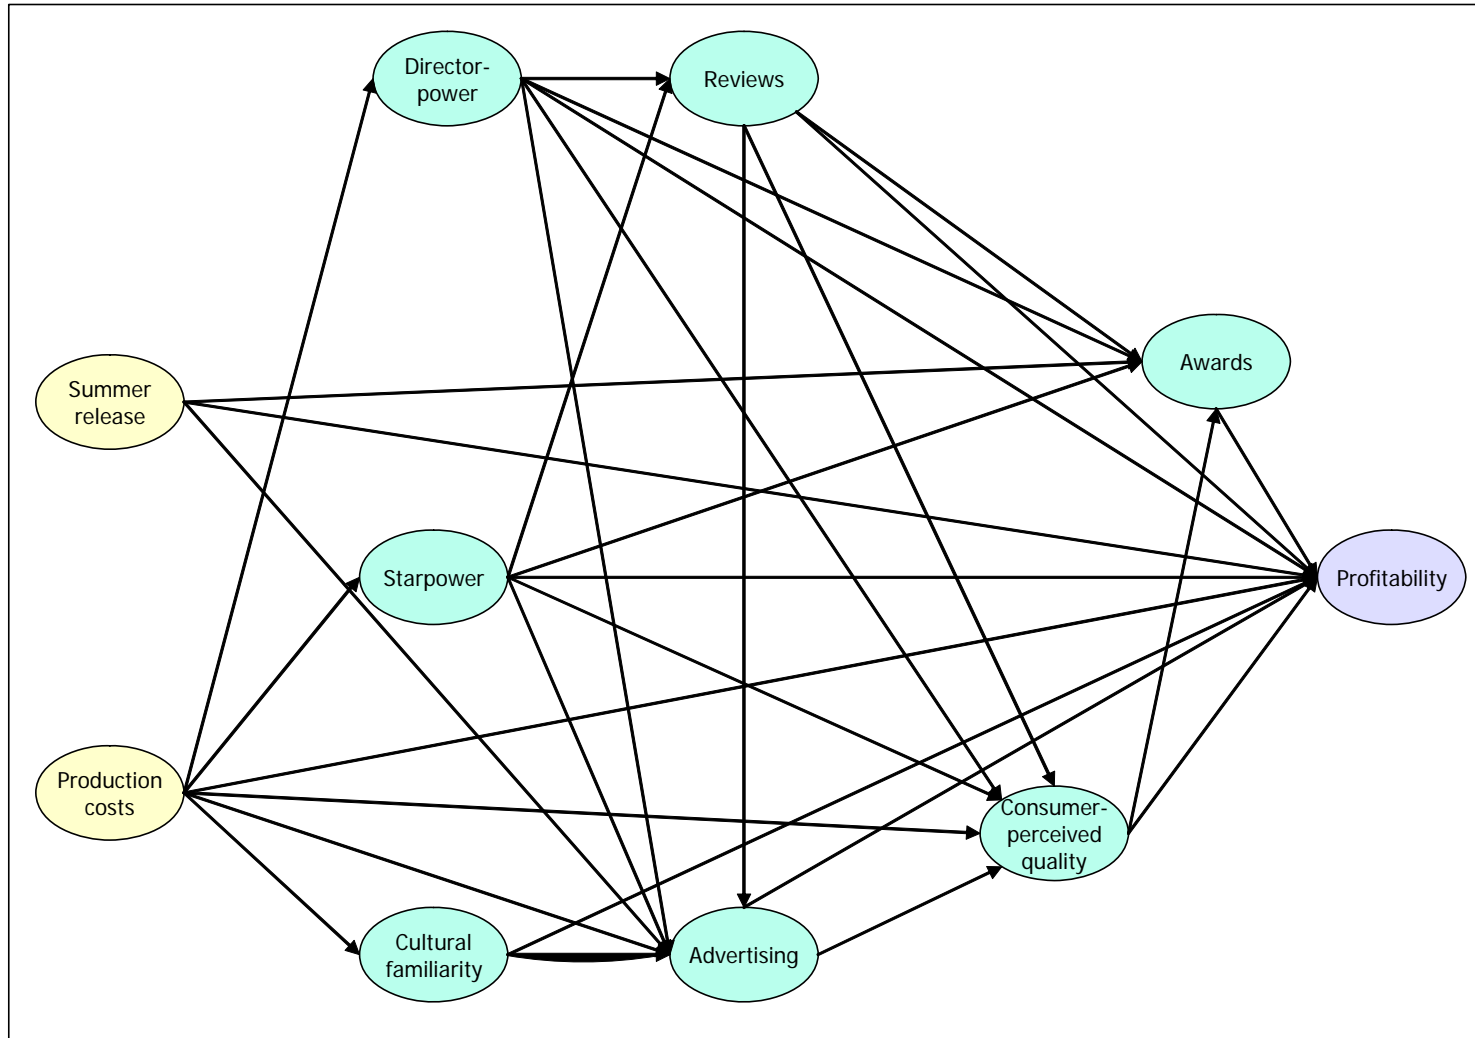 Director-
power
Reviews
Awards
Summer
release
Starpower
Profitability
Production
costs
Consumer-
perceived
quality
Cultural
familiarity
Advertising